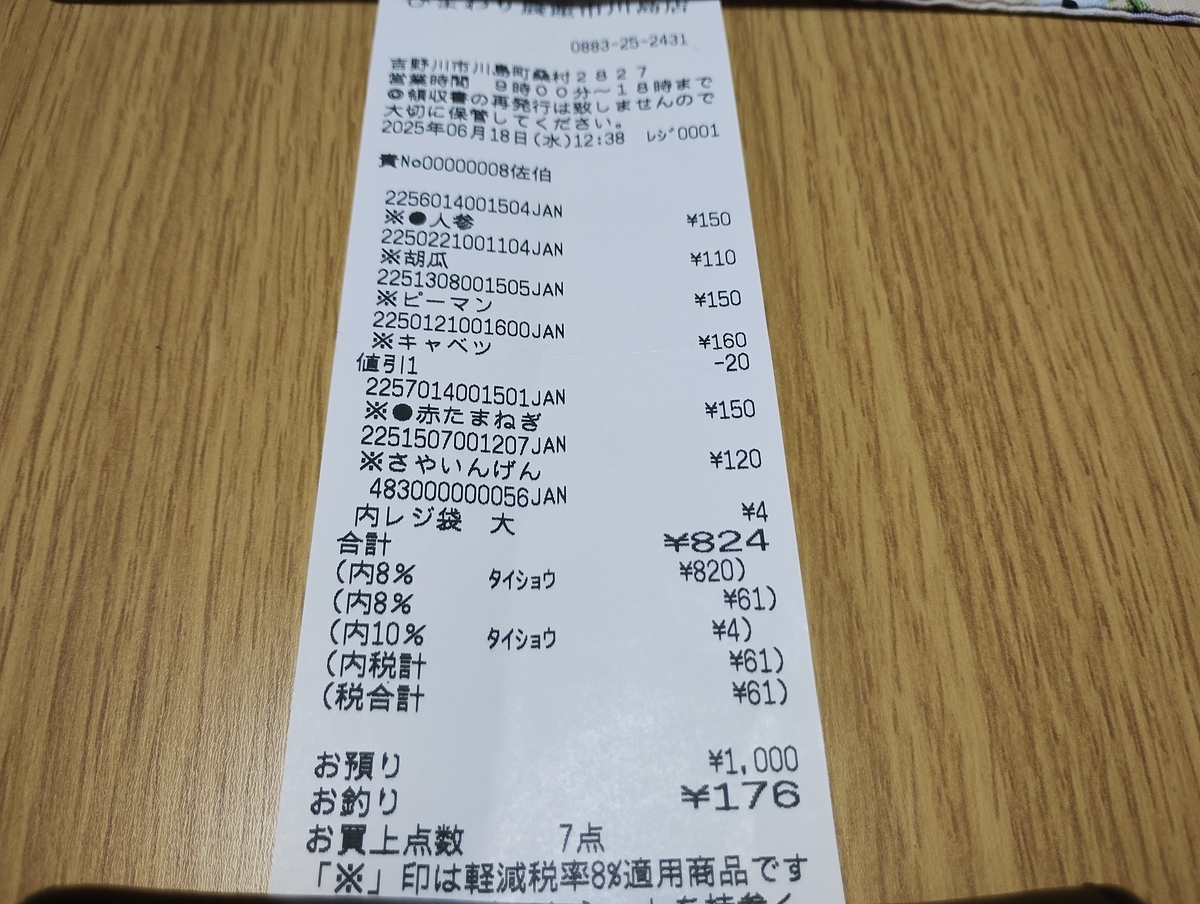 ひまわり農産市川島店
0883-25-2431
吉野川市川島町桑村2827
営業時間 9時00分~18時まで
◎領収書の再発行は致しませんので
大切に保管してください。
2025年06月18日(水)12:38 ﾚｼﾞ0001
責No00000008佐伯
2256014001504JAN
※●人参 ¥150
2250221001104JAN
※胡瓜 ¥110
2251308001505JAN
※ピーマン ¥150
2250121001600JAN
※キャベツ ¥160
値引1 -20
2257014001501JAN
※●赤たまねぎ ¥150
2251507001207JAN
※さやいんげん ¥120
483000000056JAN
内レジ袋 大 ¥4
合計 ¥824
(内8% ﾀｲｼｮｳ ¥820)
(内8% ¥61)
(内10% ﾀｲｼｮｳ ¥4)
(内税計 ¥61)
(税合計 ¥61)
お預り ¥1,000
お釣り ¥176
お買上点数 7点
「※」印は軽減税率8%適用商品です